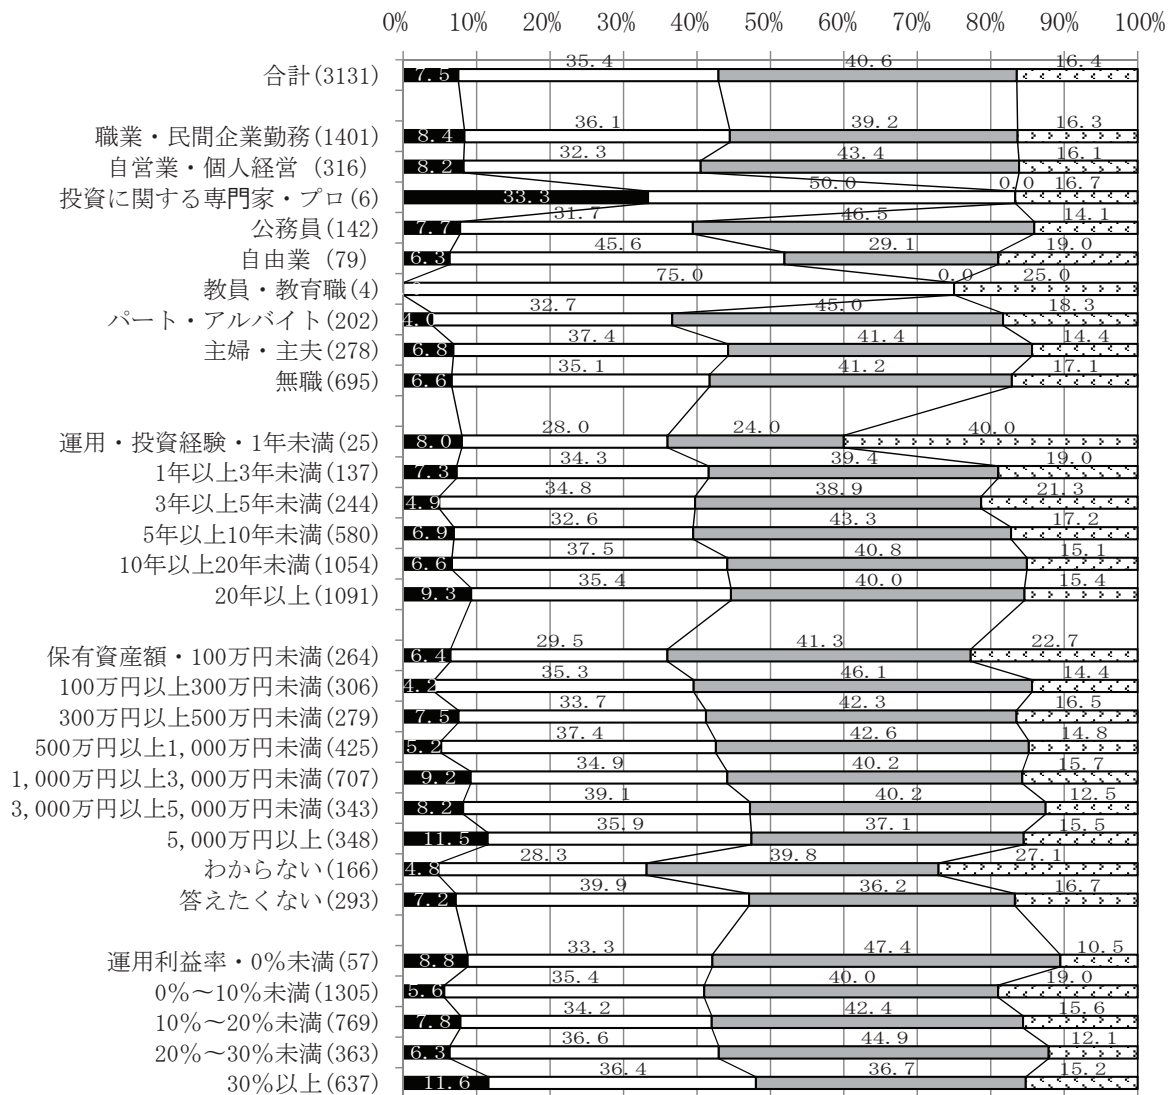 0% 10% 20% 30% 40% 50% 60% 70% 80% 90% 100%
合計(3131) 7.5 35.4 40.6 16.4
職業・民間企業勤務(1401) 8.4 36.1 39.2 16.3
自営業・個人経営 (316) 8.2 32.3 43.4 16.1
投資に関する専門家・プロ(6) 33.3 50.0 0.0 16.7
公務員(142) 7.7 31.7 46.5 14.1
自由業 (79) 6.3 45.6 29.1 19.0
教員・教育職(4) 75.0 0.0 25.0
パート・アルバイト(202) 4.0 32.7 45.0 18.3
主婦・主夫(278) 6.8 37.4 41.4 14.4
無職(695) 6.6 35.1 41.2 17.1
運用・投資経験・1年未満(25) 8.0 28.0 24.0 40.0
1年以上3年未満(137) 7.3 34.3 39.4 19.0
3年以上5年未満(244) 4.9 34.8 38.9 21.3
5年以上10年未満(580) 6.9 32.6 43.3 17.2
10年以上20年未満(1054) 6.6 37.5 40.8 15.1
20年以上(1091) 9.3 35.4 40.0 15.4
保有資産額・100万円未満(264) 6.4 29.5 41.3 22.7
100万円以上300万円未満(306) 4.2 35.3 46.1 14.4
300万円以上500万円未満(279) 7.5 33.7 42.3 16.5
500万円以上1,000万円未満(425) 5.2 37.4 42.6 14.8
1,000万円以上3,000万円未満(707) 9.2 34.9 40.2 15.7
3,000万円以上5,000万円未満(343) 8.2 39.1 40.2 12.5
5,000万円以上(348) 11.5 35.9 37.1 15.5
わからない(166) 4.8 28.3 39.8 27.1
答えたくない(293) 7.2 39.9 36.2 16.7
運用利益率・0%未満(57) 8.8 33.3 47.4 10.5
0%～10%未満(1305) 5.6 35.4 40.0 19.0
10%～20%未満(769) 7.8 34.2 42.4 15.6
20%～30%未満(363) 6.3 36.6 44.9 12.1
30%以上(637) 11.6 36.4 36.7 15.2